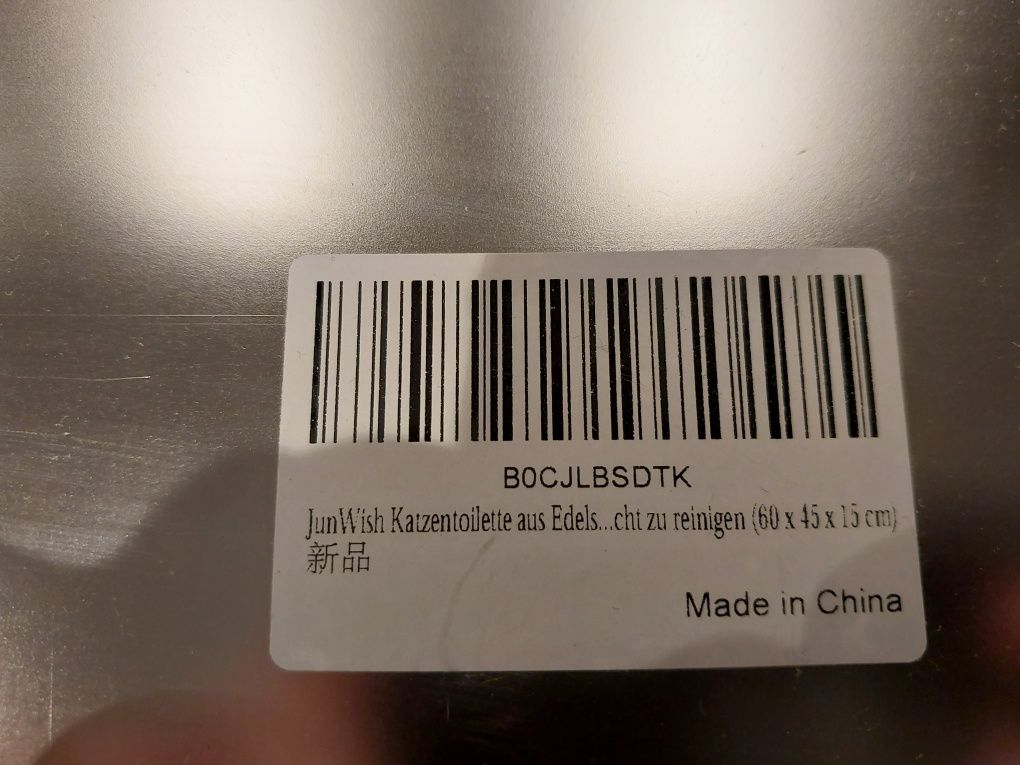 B0CJLBSDTK
JunWish Katzentoilette aus Edels...cht zu reinigen (60 x 45 x 15 cm)
新品
Made in China